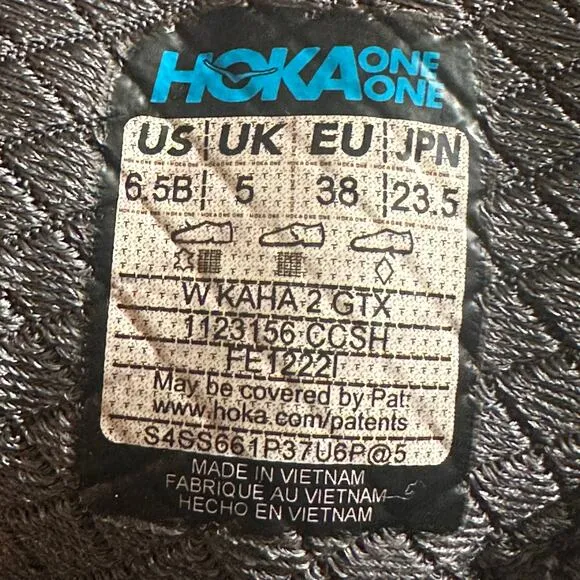 HOKA ONE ONE
US UK EU JPN
6.5B 5 38 23.5
W KAHA 2 GTX
1123156 CCSH
FE1222I
May be covered by Pat:
www.hoka.com/patents
S4SS661P37U6P@5
MADE IN VIETNAM
FABRIQUE AU VIETNAM
HECHO EN VIETNAM